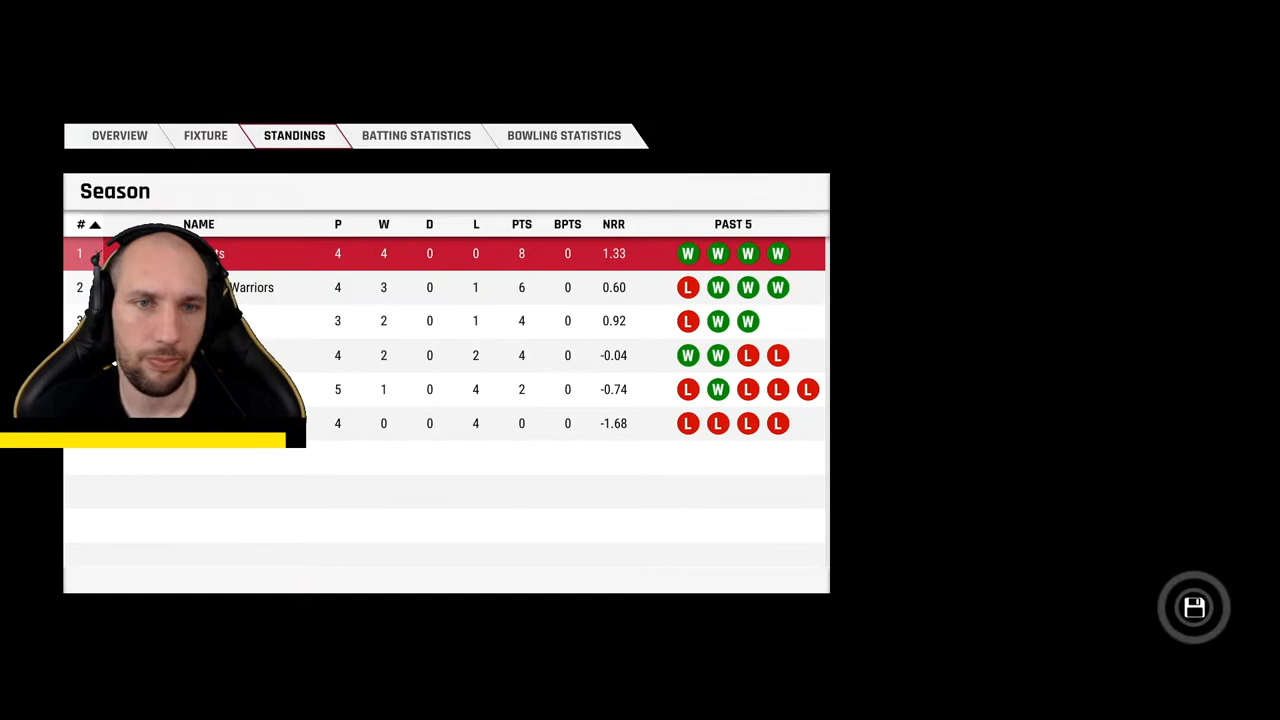 OVERVIEW FIXTURE STANDINGS BATTING STATISTICS BOWLING STATISTICS
Season
# NAME P W D L PTS BPTS NRR PAST 5
1 4 4 0 0 8 0 1.33 W W W W
2 Warriors 4 3 0 1 6 0 0.60 L W W W
3 2 0 1 4 0 0.92 L W W
4 2 0 2 4 0 -0.04 W W L L
5 1 0 4 2 0 -0.74 L W L L L
4 0 0 4 0 0 -1.68 L L L L